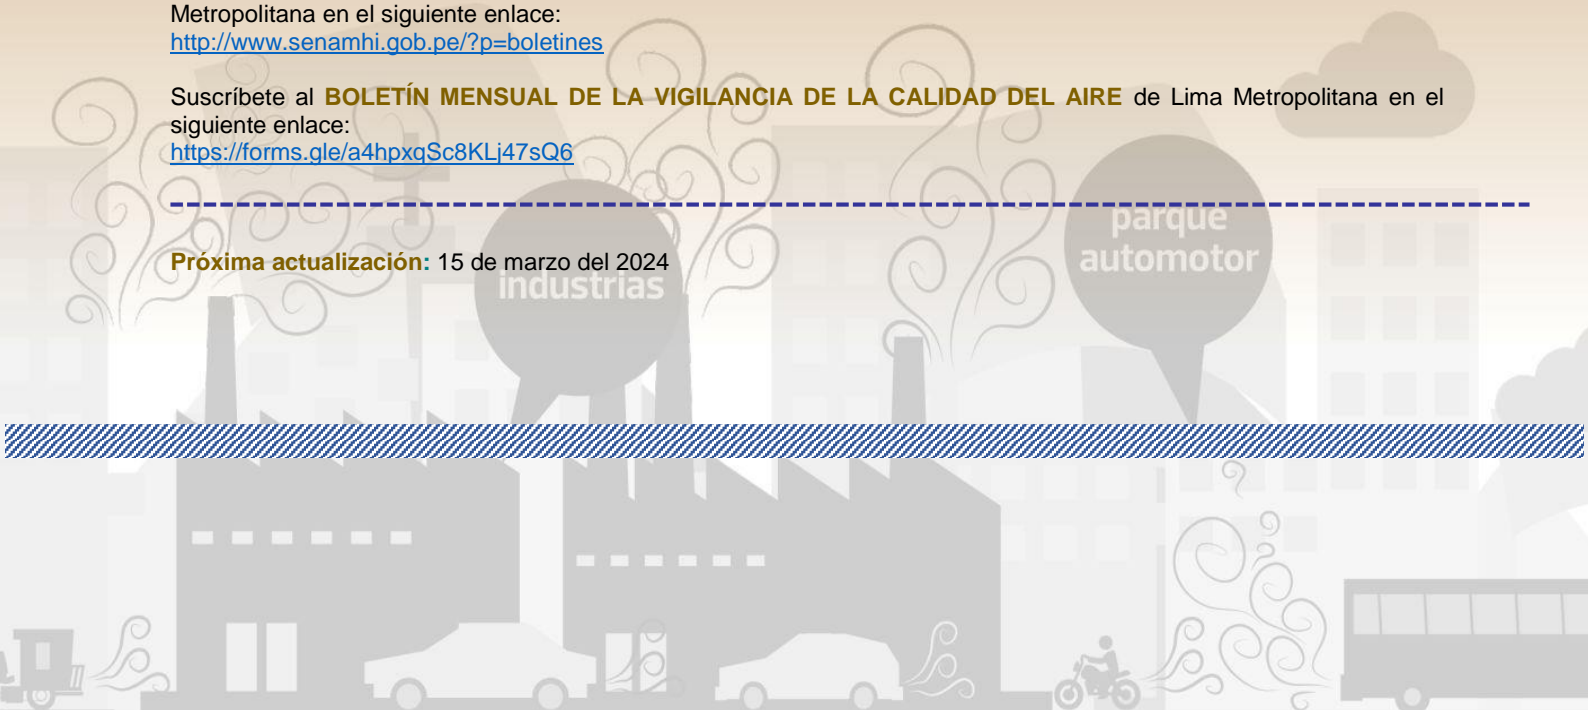 Metropolitana en el siguiente enlace:
http://www.senamhi.gob.pe/?p=boletines
Suscríbete al BOLETÍN MENSUAL DE LA VIGILANCIA DE LA CALIDAD DEL AIRE de Lima Metropolitana en el
siguiente enlace:
https://forms.gle/a4hpxqSc8KLj47sQ6
parque
automotor
Próxima actualización: 15 de marzo del 2024
industrias